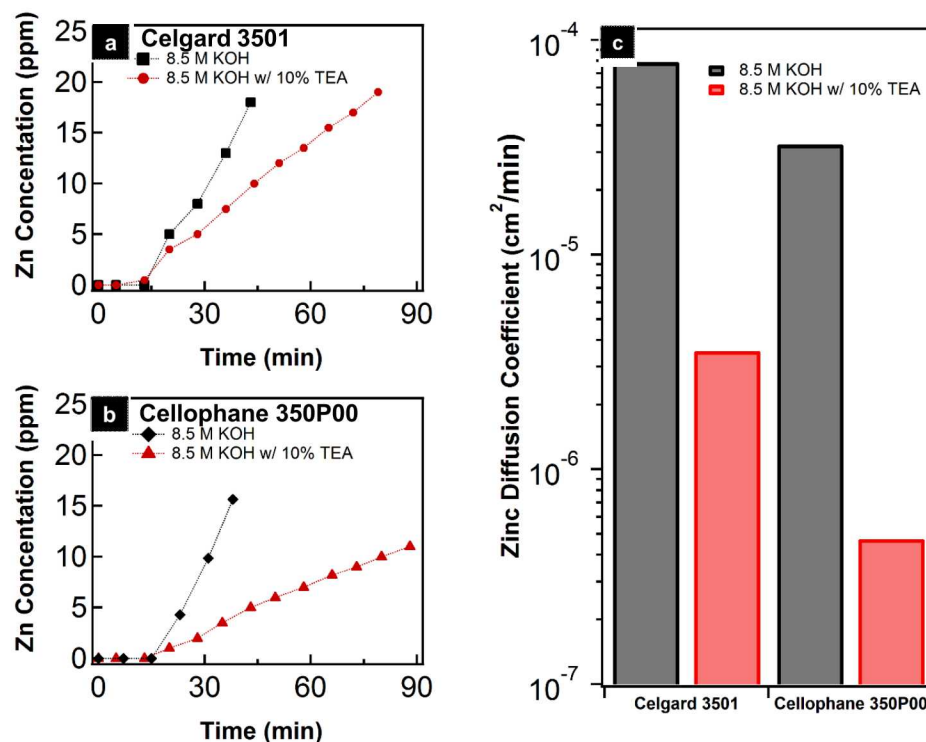 a
Celgard 3501
8.5 M KOH
8.5 M KOH w/ 10% TEA
Zn Concentation (ppm)
25
20
15
10
5
0
0 30 60 90
Time (min)
b
Cellophane 350P00
8.5 M KOH
8.5 M KOH w/ 10% TEA
Zn Concentation (ppm)
25
20
15
10
5
0
0 30 60 90
Time (min)
c
8.5 M KOH
8.5 M KOH w/ 10% TEA
Zinc Diffusion Coefficient (cm²/min)
10⁻⁴
10⁻⁵
10⁻⁶
10⁻⁷
Celgard 3501 Cellophane 350P00